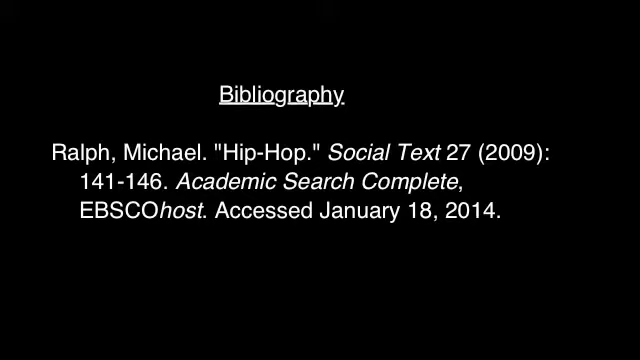 Bibliography
Ralph, Michael. "Hip-Hop." Social Text 27 (2009):
141-146. Academic Search Complete,
EBSCOhost. Accessed January 18, 2014.